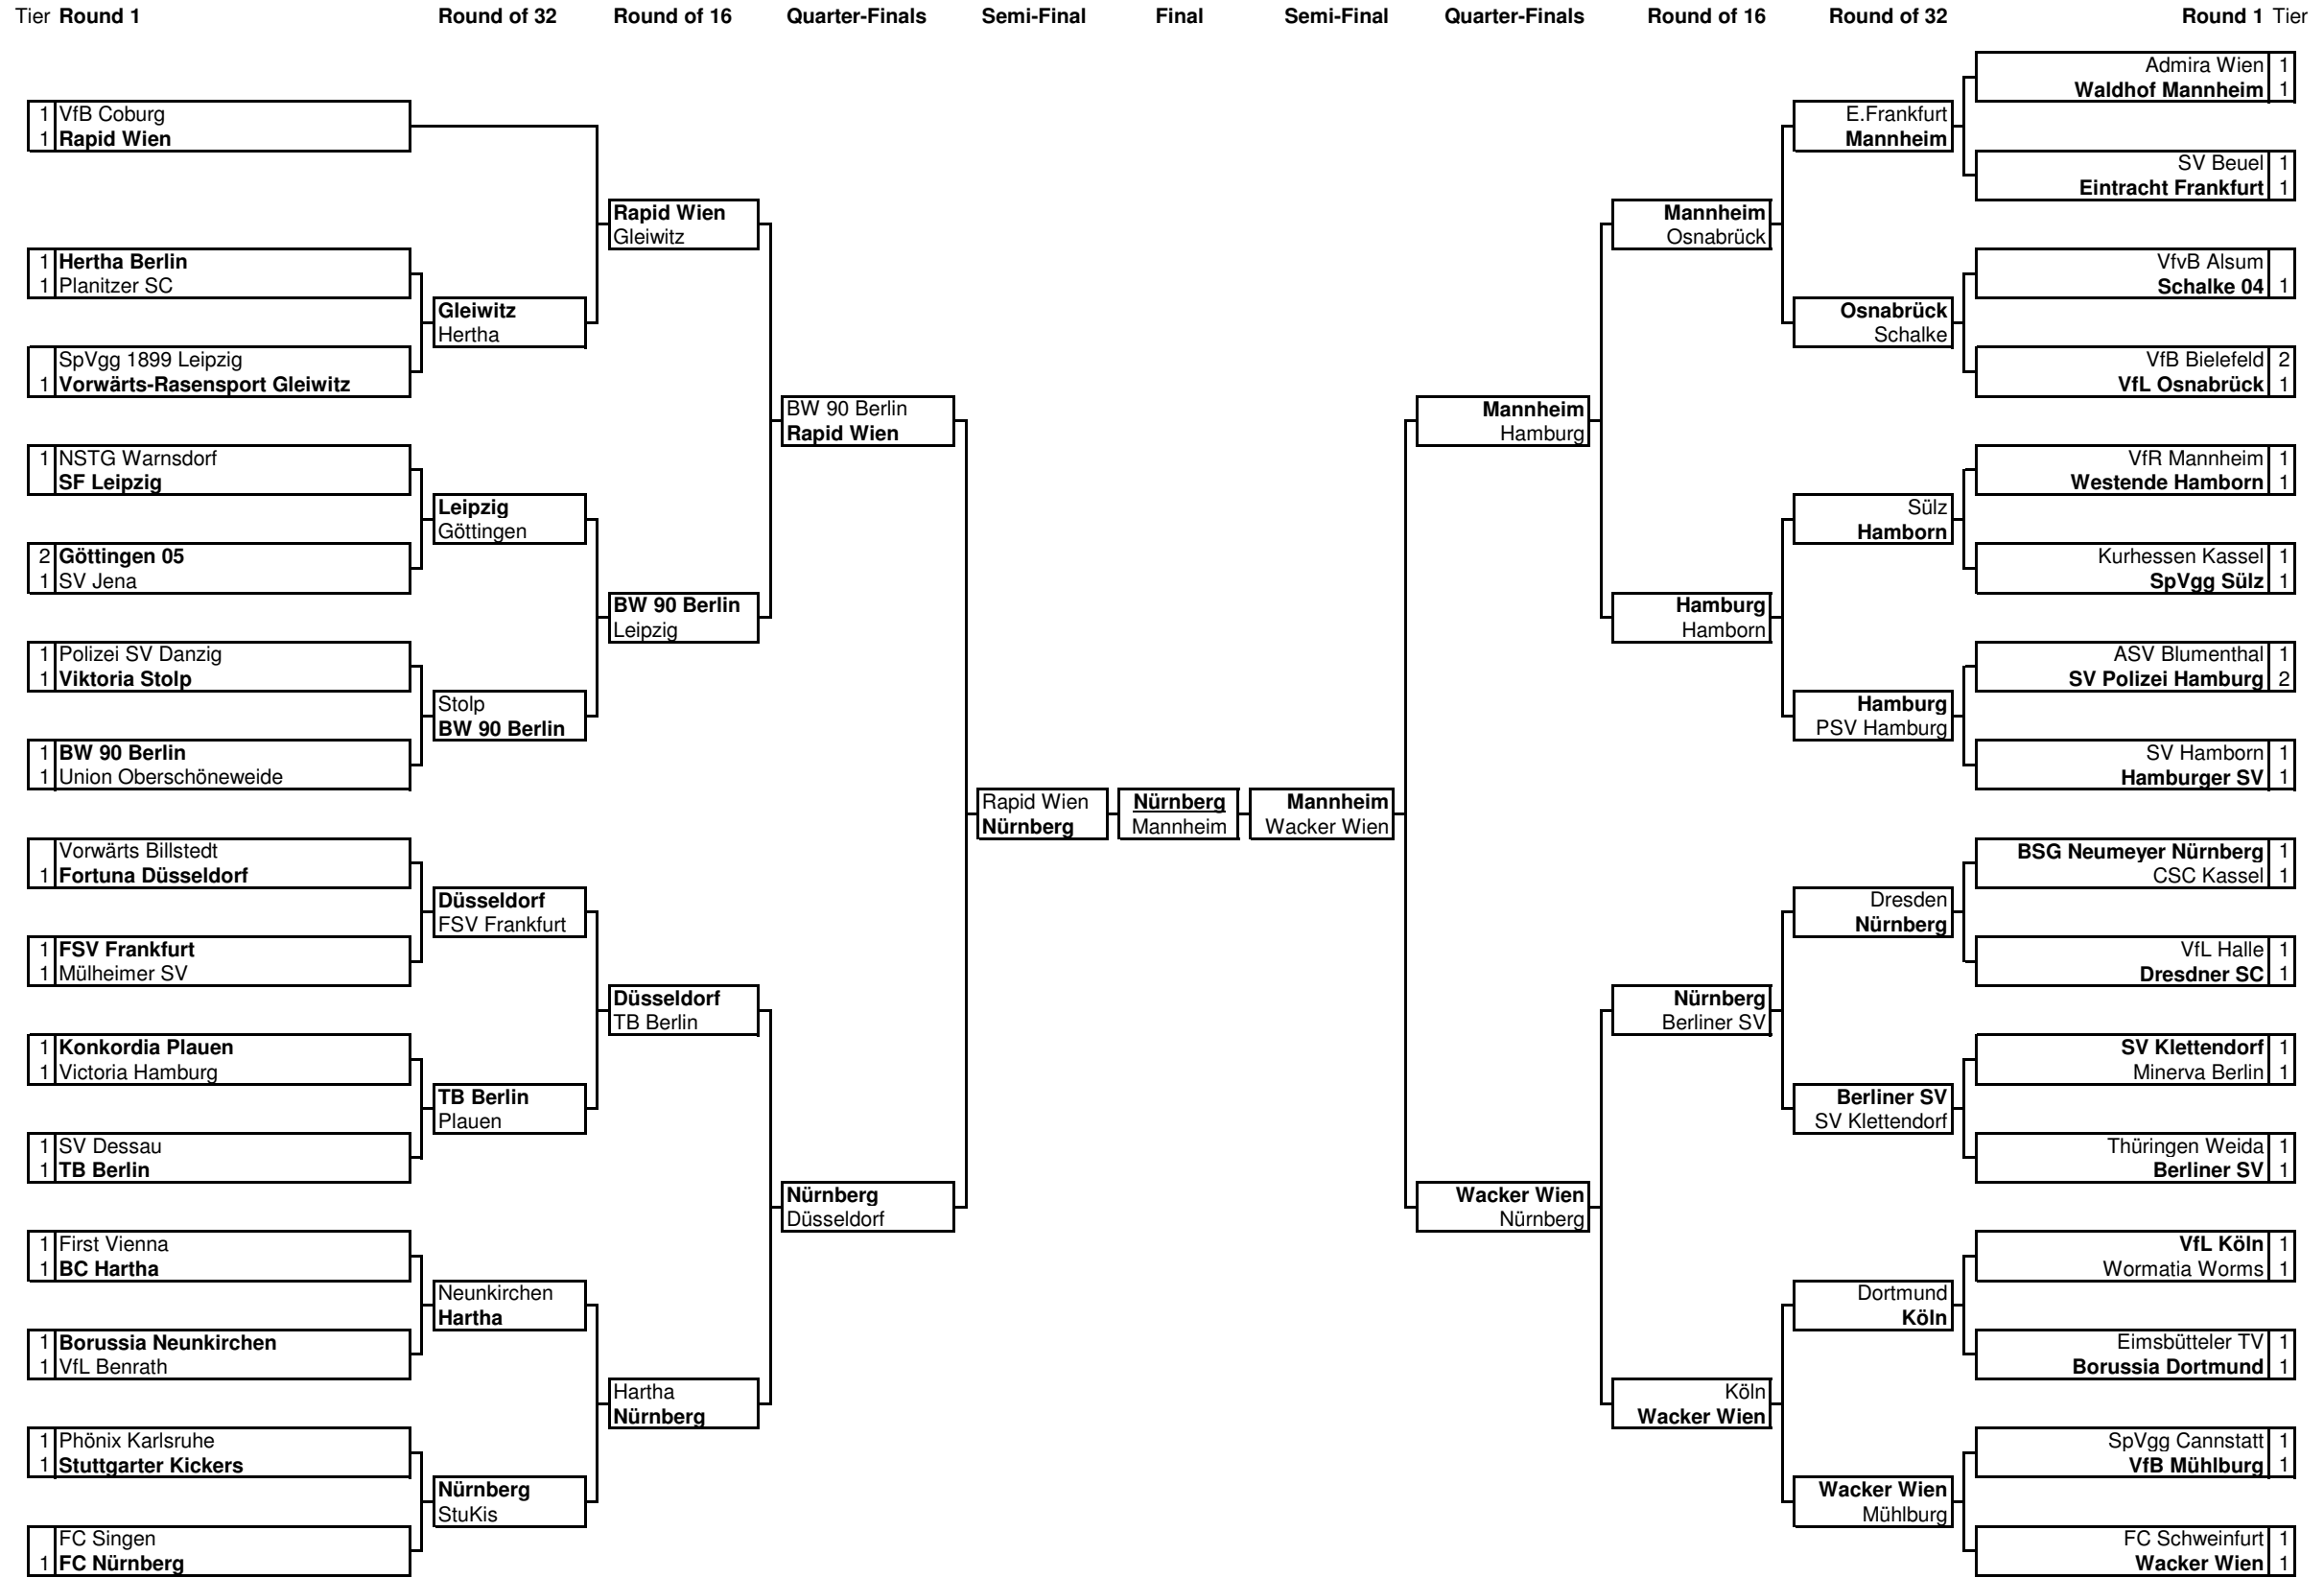 Tier Round 1 Round of 32 Round of 16 Quarter-Finals Semi-Final Final Semi-Final Quarter-Finals Round of 16 Round of 32 Round 1 Tier
1 VfB Coburg
1 Rapid Wien
1 Hertha Berlin
1 Planitzer SC
SpVgg 1899 Leipzig
1 Vorwärts-Rasensport Gleiwitz
1 NSTG Warnsdorf
SF Leipzig
2 Göttingen 05
1 SV Jena
1 Polizei SV Danzig
1 Viktoria Stolp
1 BW 90 Berlin
1 Union Oberschöneweide
Vorwärts Billstedt
1 Fortuna Düsseldorf
1 FSV Frankfurt
1 Mülheimer SV
1 Konkordia Plauen
1 Victoria Hamburg
1 SV Dessau
1 TB Berlin
1 First Vienna
1 BC Hartha
1 Borussia Neunkirchen
1 VfL Benrath
1 Phönix Karlsruhe
1 Stuttgarter Kickers
FC Singen
1 FC Nürnberg
Gleiwitz
Hertha
Leipzig
Göttingen
Stolp
BW 90 Berlin
Düsseldorf
FSV Frankfurt
TB Berlin
Plauen
Neunkirchen
Hartha
Nürnberg
StuKis
Rapid Wien
Gleiwitz
BW 90 Berlin
Leipzig
Düsseldorf
TB Berlin
Hartha
Nürnberg
BW 90 Berlin
Rapid Wien
Nürnberg
Düsseldorf
Rapid Wien
Nürnberg
Nürnberg
Mannheim
Mannheim
Wacker Wien
Mannheim
Hamburg
Wacker Wien
Nürnberg
Mannheim
Osnabrück
Hamburg
Hamborn
Nürnberg
Berliner SV
Köln
Wacker Wien
E.Frankfurt
Mannheim
Osnabrück
Schalke
Sülz
Hamborn
Hamburg
PSV Hamburg
Dresden
Nürnberg
Berliner SV
SV Klettendorf
Dortmund
Köln
Wacker Wien
Mühlburg
Admira Wien 1
Waldhof Mannheim 1
SV Beuel 1
Eintracht Frankfurt 1
VfvB Alsum
Schalke 04 1
VfB Bielefeld 2
VfL Osnabrück 1
VfR Mannheim 1
Westende Hamborn 1
Kurhessen Kassel 1
SpVgg Sülz 1
ASV Blumenthal 1
SV Polizei Hamburg 2
SV Hamborn 1
Hamburger SV 1
BSG Neumeyer Nürnberg 1
CSC Kassel 1
VfL Halle 1
Dresdner SC 1
SV Klettendorf 1
Minerva Berlin 1
Thüringen Weida 1
Berliner SV 1
VfL Köln 1
Wormatia Worms 1
Eimsbütteler TV 1
Borussia Dortmund 1
SpVgg Cannstatt 1
VfB Mühlburg 1
FC Schweinfurt 1
Wacker Wien 1